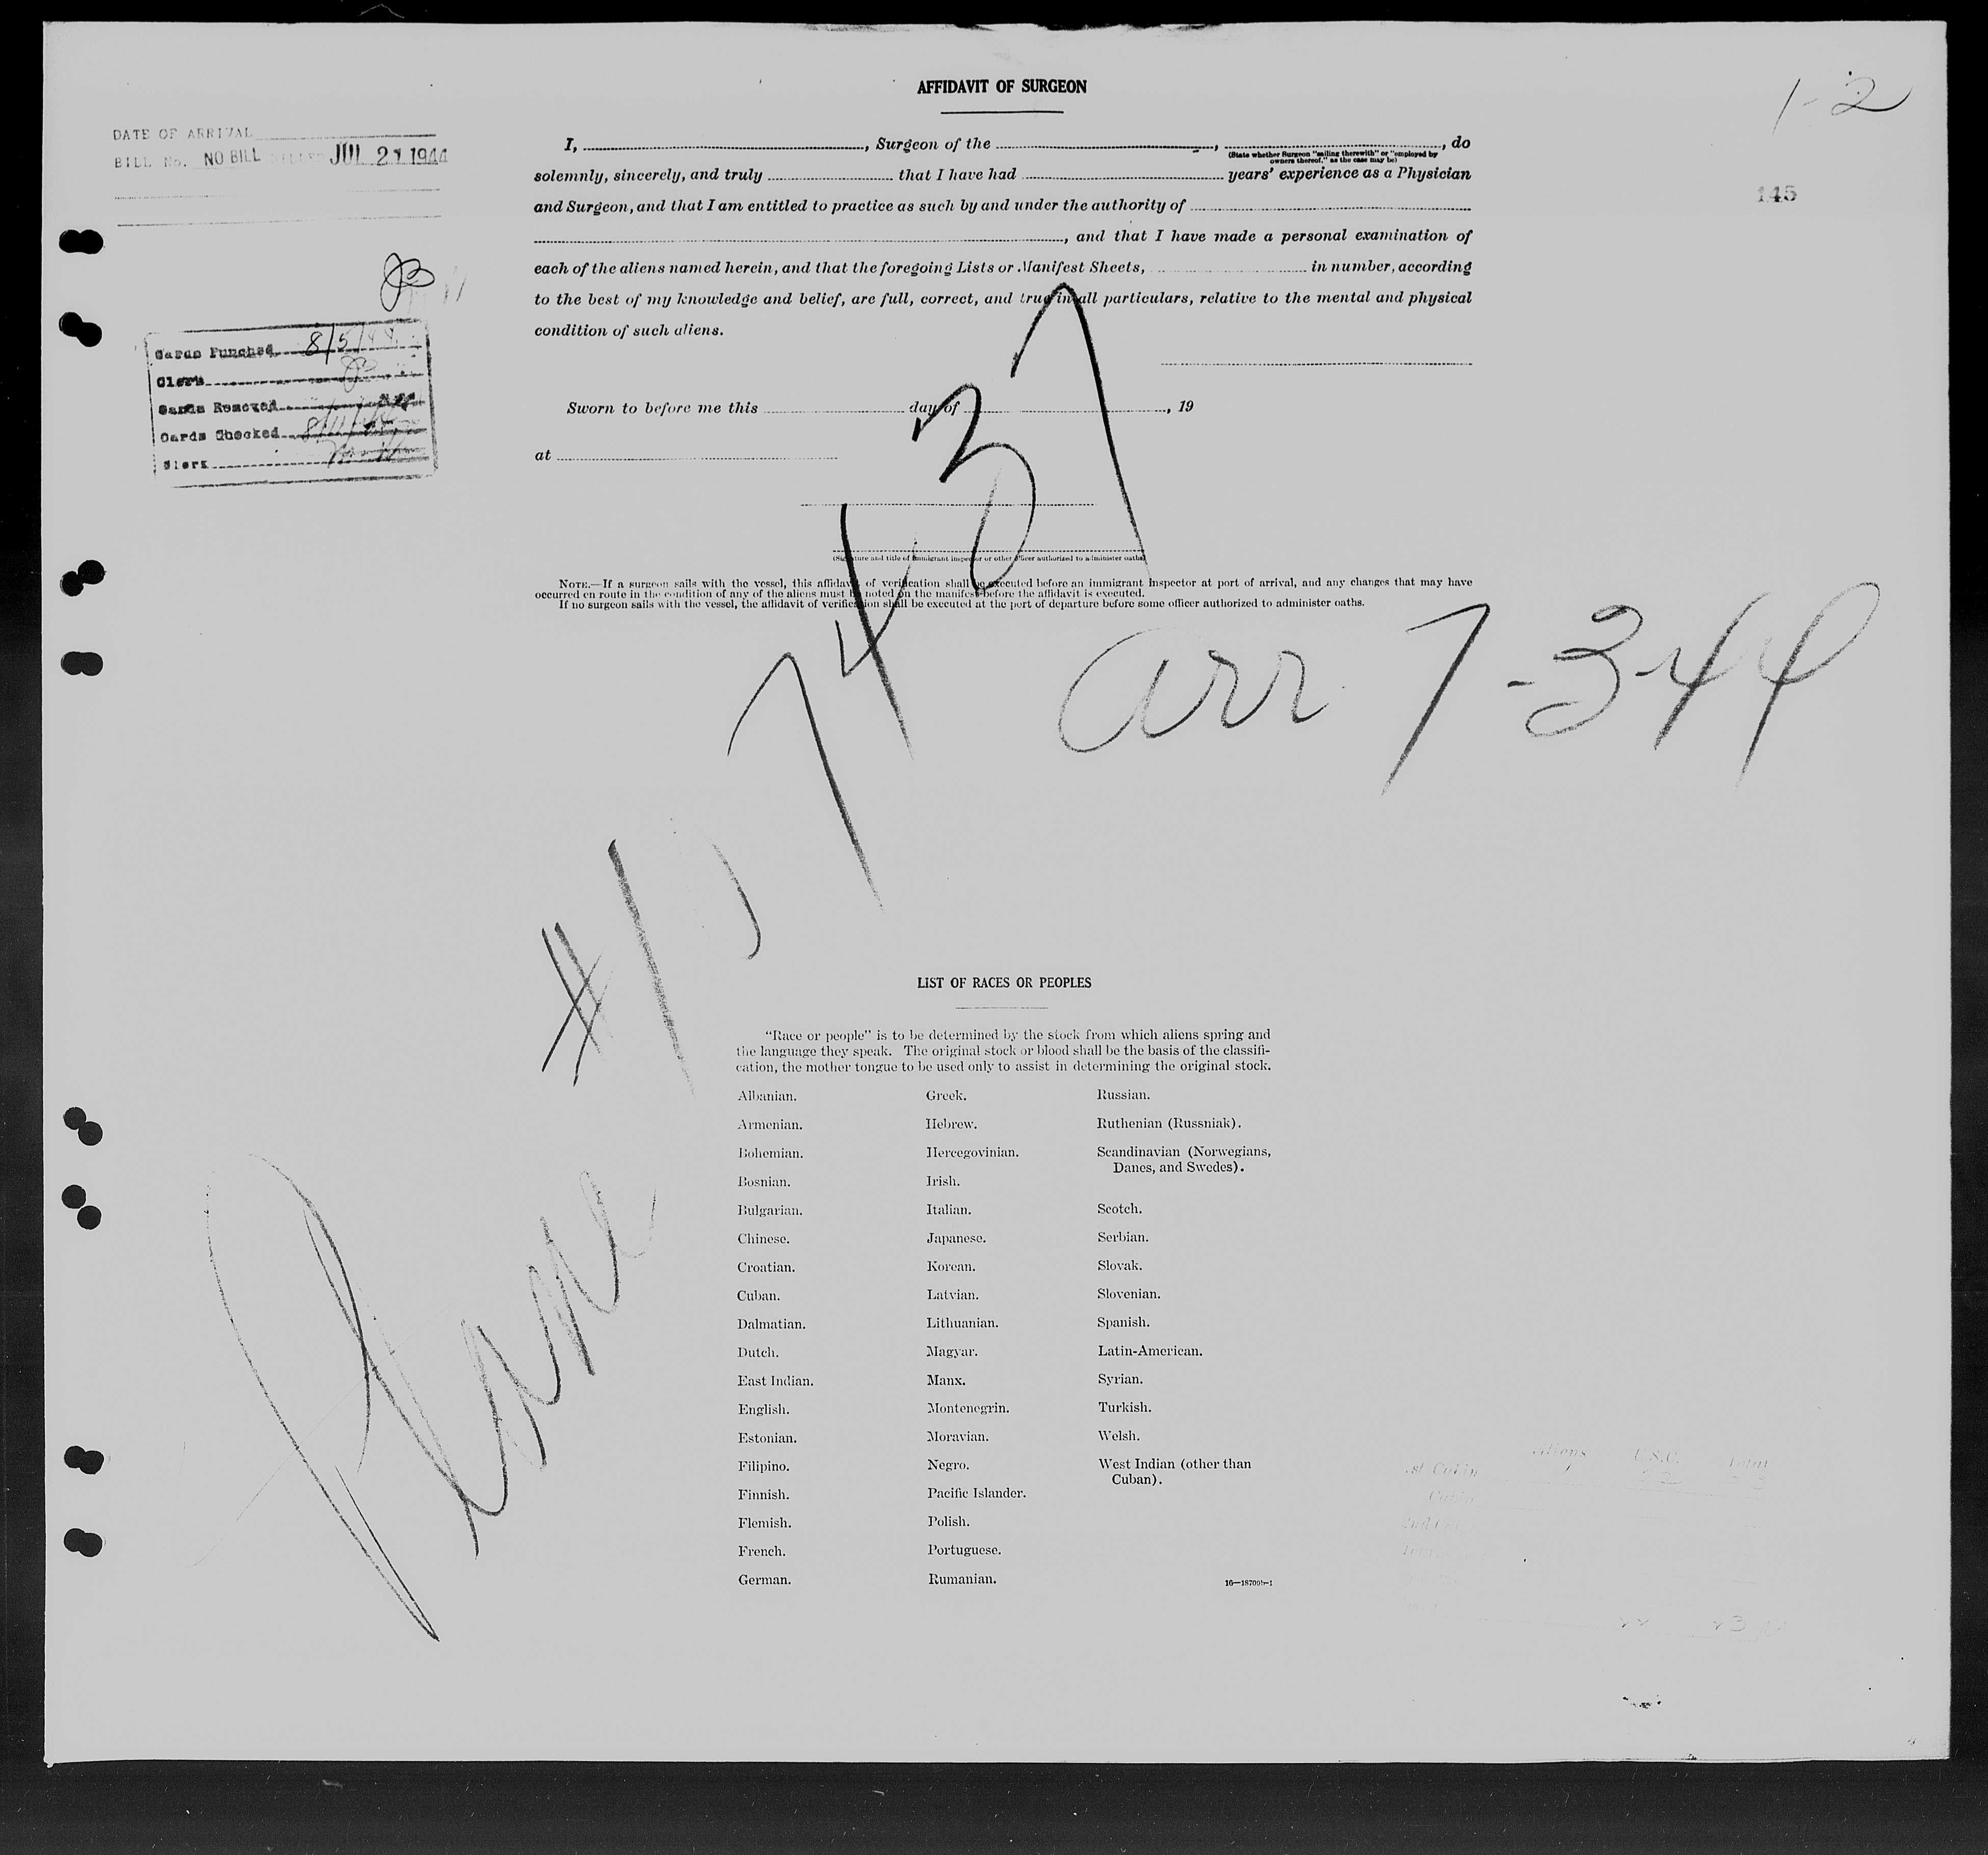 AFFIDAVIT OF SURGEON
1-2
DATE OF ARRIVAL
BILL No. NO BILL JUL 21 1944
145
I, , Surgeon of the , , do
(State whether Surgeon "sailing therewith" or "employed by
owners thereof," as the case may be)
solemnly, sincerely, and truly that I have had years' experience as a Physician
and Surgeon, and that I am entitled to practice as such by and under the authority of
, and that I have made a personal examination of
each of the aliens named herein, and that the foregoing Lists or Manifest Sheets, in number, according
to the best of my knowledge and belief, are full, correct, and true in all particulars, relative to the mental and physical
condition of such aliens.
Cards Punched 8/5/44
Clerk
Cards Removed
Cards Checked
Clerk
Sworn to before me this day of , 19
at
(Signature and title of immigrant inspector or other officer authorized to administer oaths)
NOTE.—If a surgeon sails with the vessel, this affidavit of verification shall be executed before an immigrant inspector at port of arrival, and any changes that may have
occurred en route in the condition of any of the aliens must be noted on the manifest before the affidavit is executed.
If no surgeon sails with the vessel, the affidavit of verification shall be executed at the port of departure before some officer authorized to administer oaths.
arr 7-3-44
Plane
LIST OF RACES OR PEOPLES
"Race or people" is to be determined by the stock from which aliens spring and
the language they speak. The original stock or blood shall be the basis of the classifi-
cation, the mother tongue to be used only to assist in determining the original stock.
Albanian.
Armenian.
Bohemian.
Bosnian.
Bulgarian.
Chinese.
Croatian.
Cuban.
Dalmatian.
Dutch.
East Indian.
English.
Estonian.
Filipino.
Finnish.
Flemish.
French.
German.
Greek.
Hebrew.
Hercegovinian.
Irish.
Italian.
Japanese.
Korean.
Latvian.
Lithuanian.
Magyar.
Manx.
Montenegrin.
Moravian.
Negro.
Pacific Islander.
Polish.
Portuguese.
Rumanian.
Russian.
Ruthenian (Russniak).
Scandinavian (Norwegians,
Danes, and Swedes).
Scotch.
Serbian.
Slovak.
Slovenian.
Spanish.
Latin-American.
Syrian.
Turkish.
Welsh.
West Indian (other than
Cuban).
16—18700b-1
Aliens U.S.C. Total